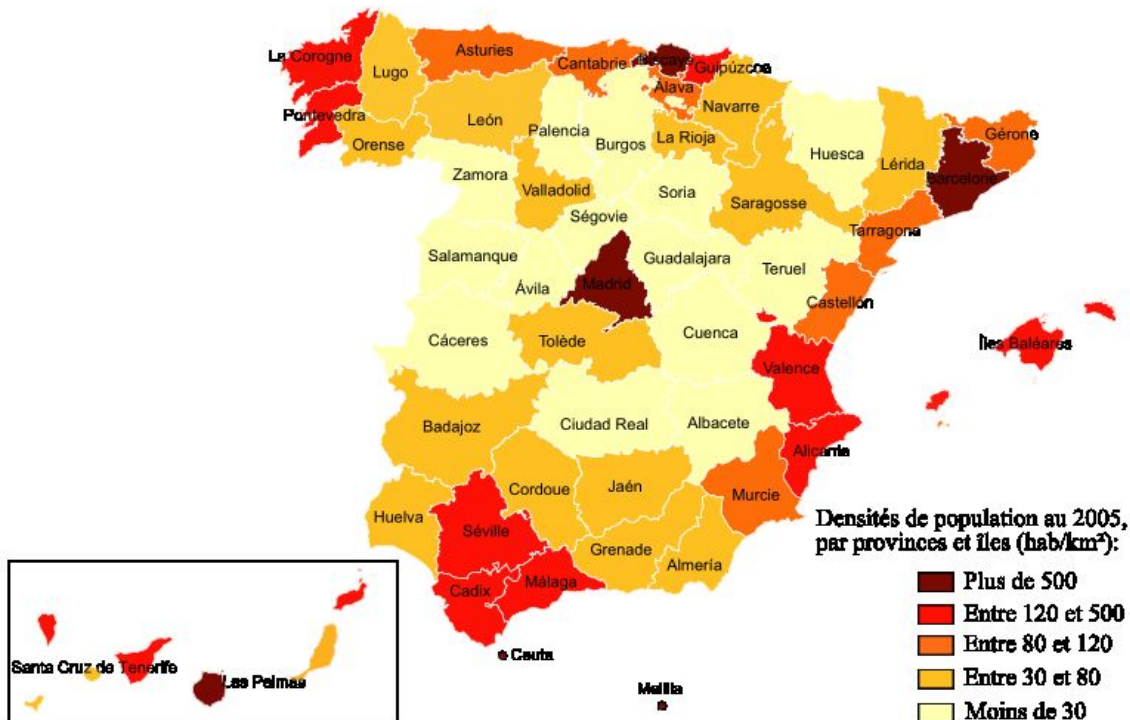 La Corogne
Lugo
Asturies
Cantabrie
Biscaye
Guipúzcoa
Álava
Navarre
Pontevedra
Orense
León
Palencia
Burgos
La Rioja
Huesca
Lérida
Gérone
Barcelone
Zamora
Valladolid
Soria
Saragosse
Tarragone
Ségovie
Salamanque
Ávila
Madrid
Guadalajara
Teruel
Castellón
Cáceres
Tolède
Cuenca
Valence
Îles Baléares
Badajoz
Ciudad Real
Albacete
Alicante
Huelva
Séville
Cordoue
Jaén
Murcie
Cadix
Málaga
Grenade
Almería
Ceuta
Melilla
Santa Cruz de Tenerife
Las Palmas
Densités de population au 2005,
par provinces et îles (hab/km²):
Plus de 500
Entre 120 et 500
Entre 80 et 120
Entre 30 et 80
Moins de 30